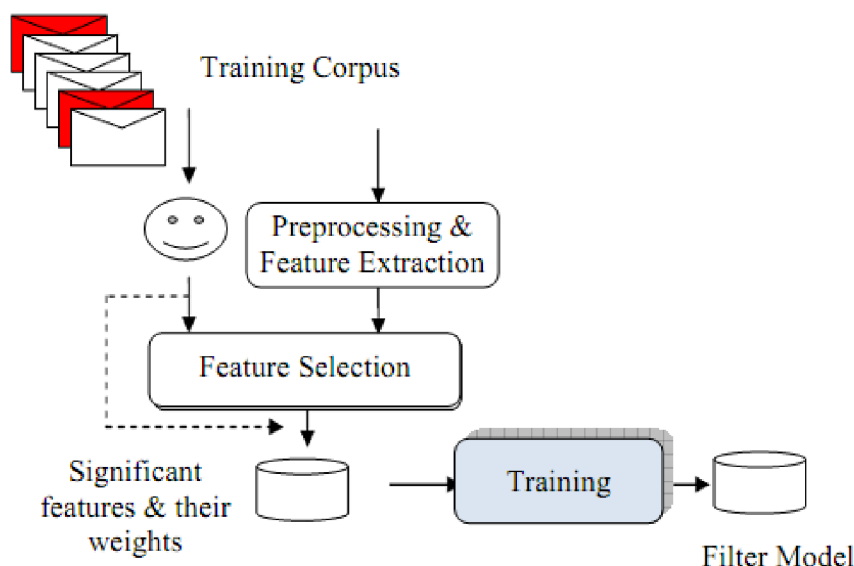 Training Corpus
Preprocessing &
Feature Extraction
Feature Selection
Significant
features & their
weights
Training
Filter Model